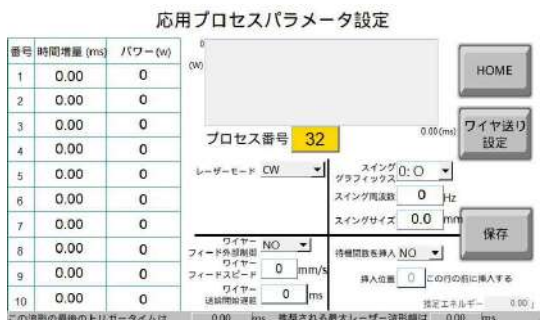 応用プロセスパラメータ設定
番号 時間増量 (ms) パワー(w)
1 0.00 0
2 0.00 0
3 0.00 0
4 0.00 0
5 0.00 0
6 0.00 0
7 0.00 0
8 0.00 0
9 0.00 0
10 0.00 0
0
(W)
0.00(ms)
プロセス番号 32
HOME
ワイヤ送り
設定
保存
レーザーモード CW
スイング
グラフィックス 0: O
スイング周波数 0 Hz
スイングサイズ 0.0 mm
ワイヤー
フィード外部制御 NO
ワイヤー
フィードスピード 0 mm/s
ワイヤー
送給開始遅延 0 ms
待機関数を挿入 NO
挿入位置 0 この行の前に挿入する
推定エネルギー 0.00 J
この波形の最後のトリガータイムは 0.00 ms 推奨される最大レーザー波形幅は 0.00 ms